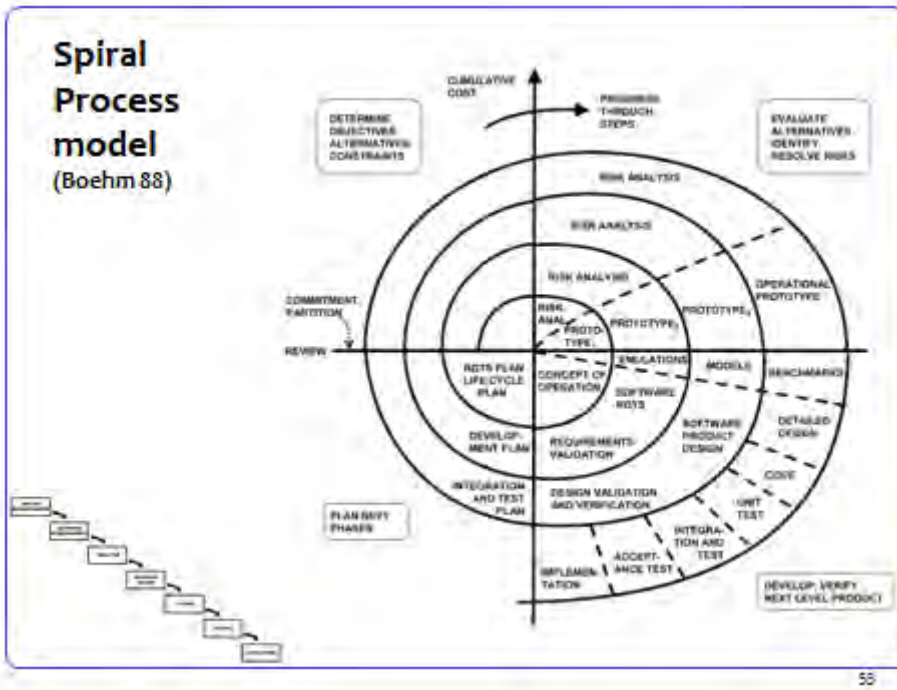 Spiral
Process
model
(Boehm 88)
CUMULATIVE
COST
PROGRESS
THROUGH
STEPS
DETERMINE
OBJECTIVES
ALTERNATIVES
CONSTRAINTS
EVALUATE
ALTERNATIVES
IDENTIFY
RESOLVE RISKS
RISK ANALYSIS
RISK ANALYSIS
RISK ANALYSIS
RISK
ANAL.
OPERATIONAL
PROTOTYPE
PROTOTYPE
PROTOTYPE
PROTO-
TYPE
COMMITMENT
PARTITION
REVIEW
MODELS
BENCHMARKS
RQTS PLAN
LIFE CYCLE
PLAN
CONCEPT OF
OPERATION
SOFTWARE
RQTS
SOFTWARE
PRODUCT
DESIGN
DETAILED
DESIGN
DEVELOP-
MENT PLAN
REQUIREMENTS
VALIDATION
CODE
INTEGRATION
AND TEST
PLAN
DESIGN VALIDATION
AND VERIFICATION
UNIT
TEST
PLAN NEXT
PHASES
INTEGRA-
TION AND
TEST
ACCEPT-
ANCE TEST
IMPLEMEN-
TATION
DEVELOP, VERIFY
NEXT LEVEL PRODUCT
55